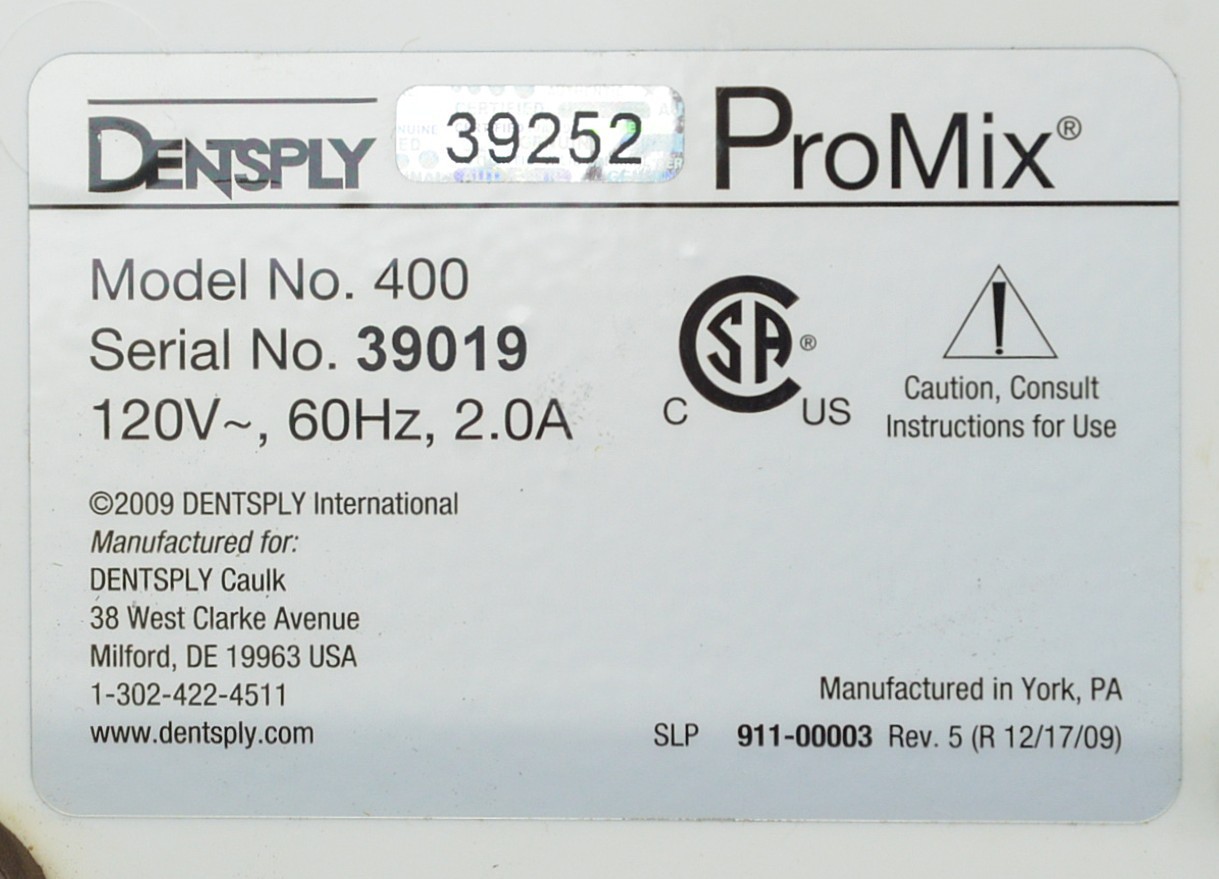 DENTSPLY 39252 ProMix®
Model No. 400
Serial No. 39019
120V~, 60Hz, 2.0A
CSA®
C US
Caution, Consult
Instructions for Use
©2009 DENTSPLY International
Manufactured for:
DENTSPLY Caulk
38 West Clarke Avenue
Milford, DE 19963 USA
1-302-422-4511
www.dentsply.com
Manufactured in York, PA
SLP 911-00003 Rev. 5 (R 12/17/09)